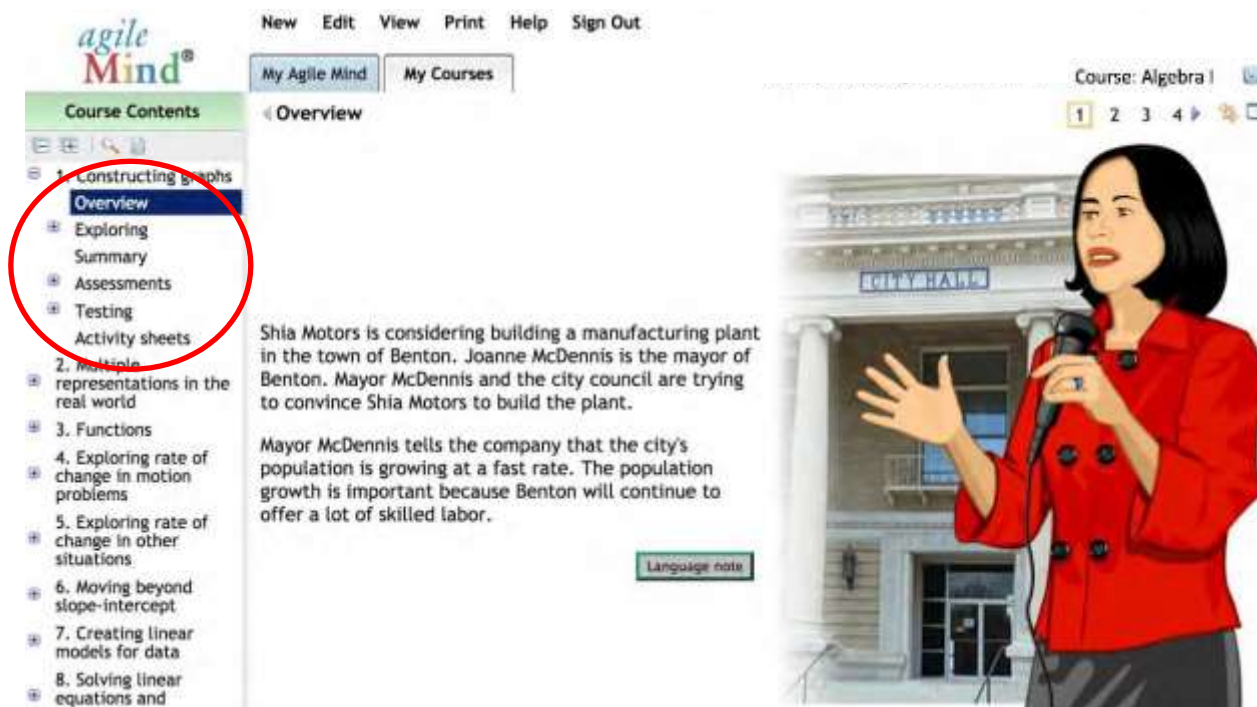 New Edit View Print Help Sign Out
agile
Mind®
My Agile Mind
My Courses
Course: Algebra I
Course Contents
Overview
1 2 3 4
1. Constructing graphs
Overview
Exploring
Summary
Assessments
Testing
Activity sheets
2. Multiple
representations in the
real world
3. Functions
4. Exploring rate of
change in motion
problems
5. Exploring rate of
change in other
situations
6. Moving beyond
slope-intercept
7. Creating linear
models for data
8. Solving linear
equations and
Shia Motors is considering building a manufacturing plant
in the town of Benton. Joanne McDennis is the mayor of
Benton. Mayor McDennis and the city council are trying
to convince Shia Motors to build the plant.
Mayor McDennis tells the company that the city's
population is growing at a fast rate. The population
growth is important because Benton will continue to
offer a lot of skilled labor.
Language note
CITY HALL